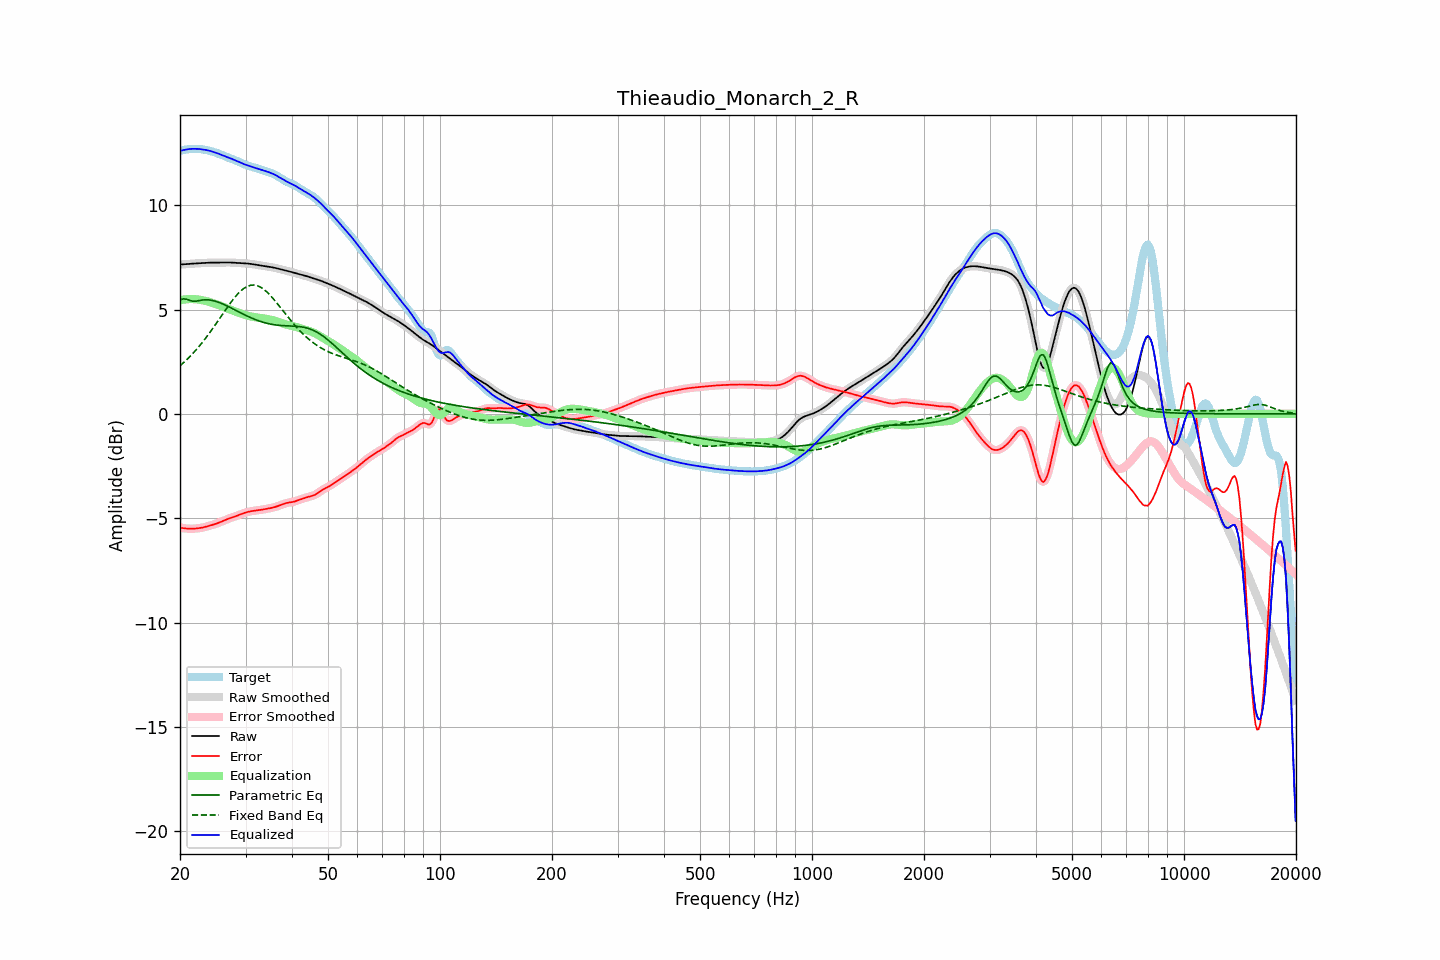 Thieaudio_Monarch_2_R
Amplitude (dBr)
10
5
0
−5
−10
−15
−20
Target
Raw Smoothed
Error Smoothed
Raw
Error
Equalization
Parametric Eq
Fixed Band Eq
Equalized
20
50
100
200
500
1000
2000
5000
10000
20000
Frequency (Hz)